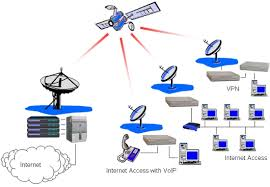 VPN
Internet
Internet Access with VoIP
Internet Access